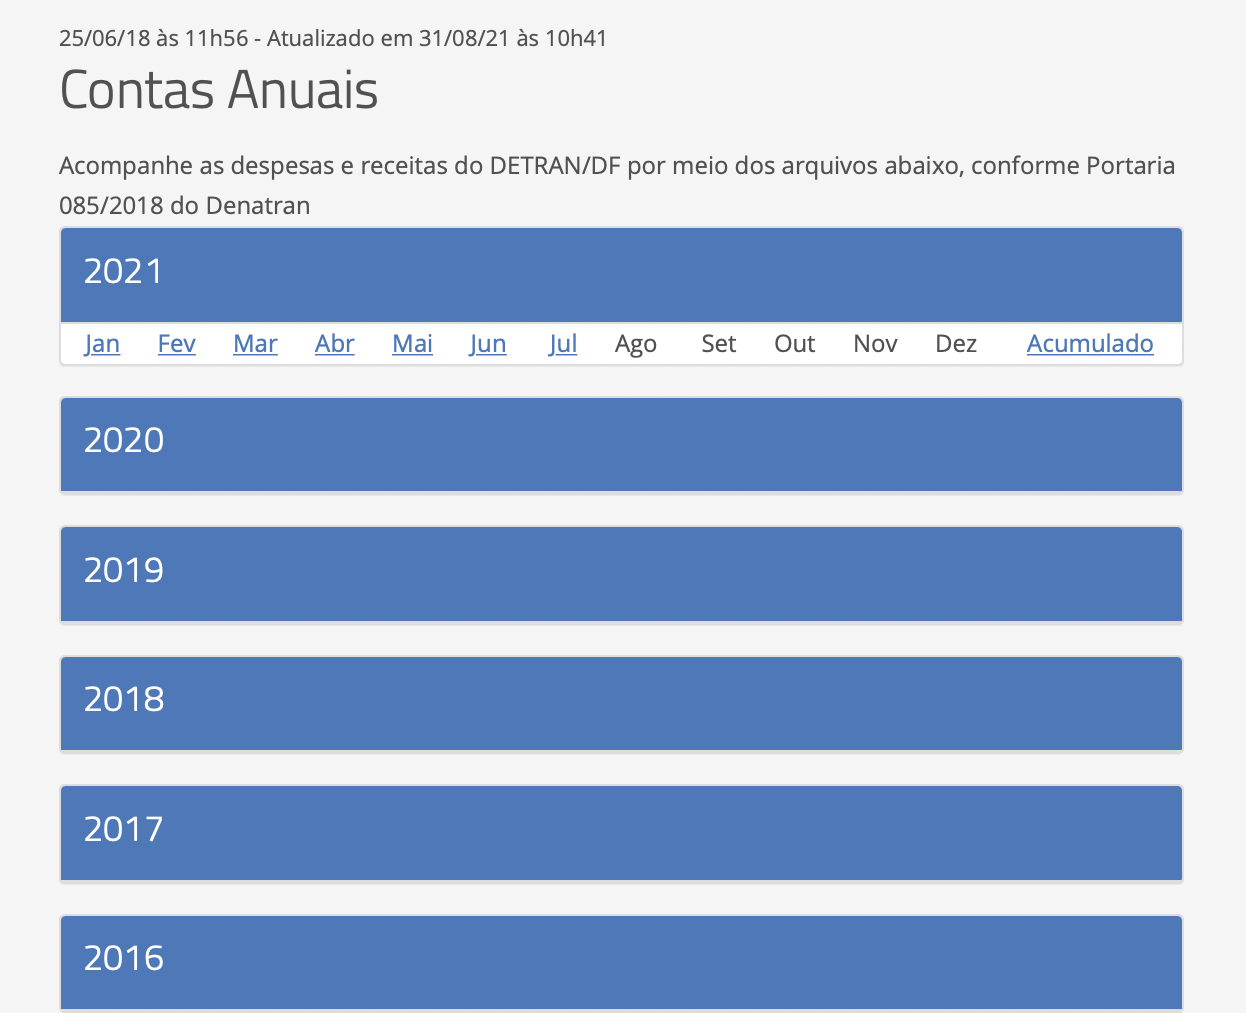 25/06/18 às 11h56 - Atualizado em 31/08/21 às 10h41
Contas Anuais
Acompanhe as despesas e receitas do DETRAN/DF por meio dos arquivos abaixo, conforme Portaria
085/2018 do Denatran
2021
Jan Fev Mar Abr Mai Jun Jul Ago Set Out Nov Dez Acumulado
2020
2019
2018
2017
2016